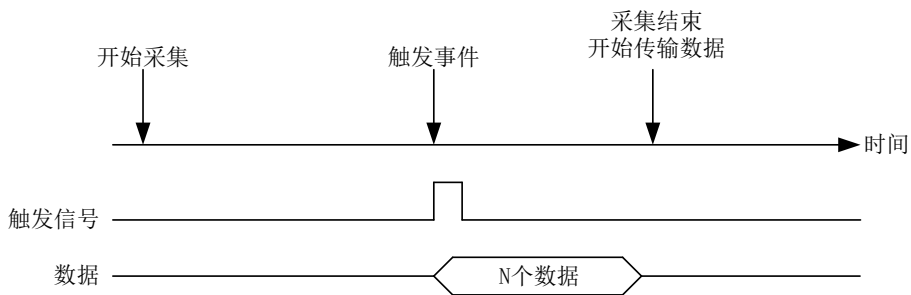 开始采集
触发事件
采集结束
开始传输数据
时间
触发信号
数据
N个数据